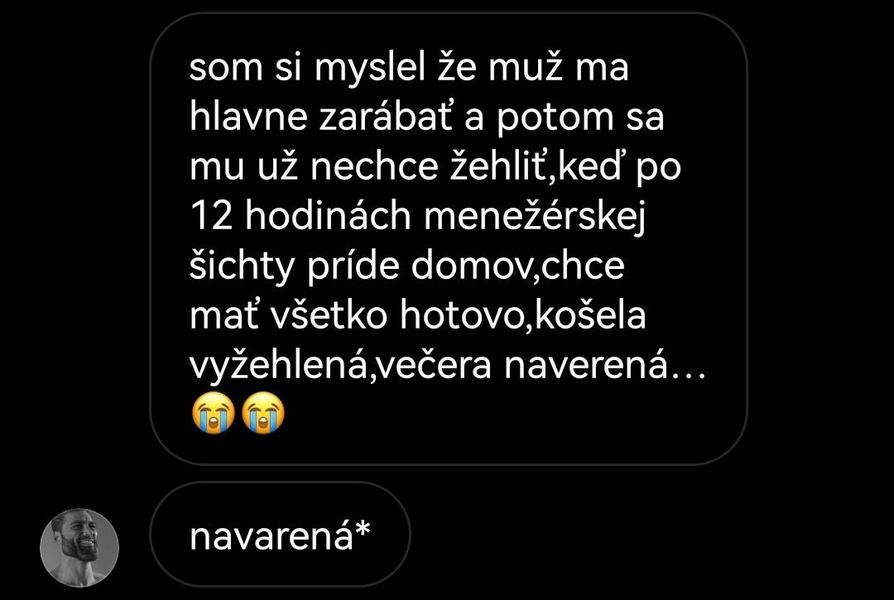 som si myslel že muž ma
hlavne zarábať a potom sa
mu už nechce žehliť,keď po
12 hodinách menežérskej
šichty príde domov,chce
mať všetko hotovo,košela
vyžehlená,večera naverená...
😭😭
navarená*